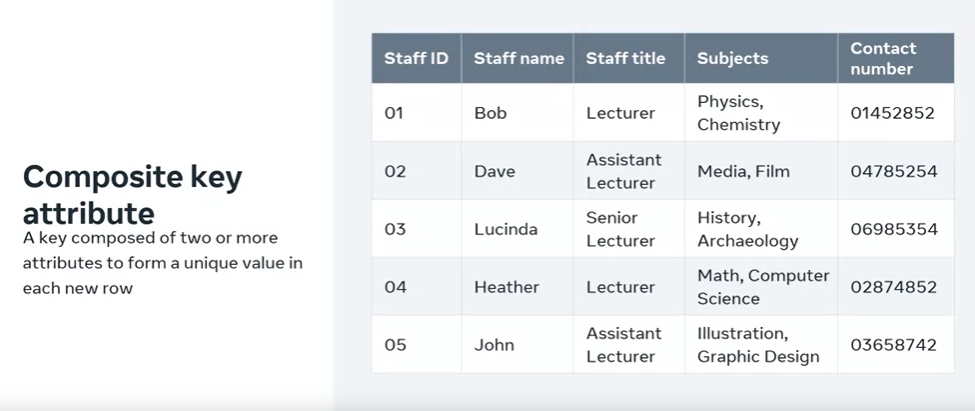 Composite key
attribute
A key composed of two or more
attributes to form a unique value in
each new row
Staff ID Staff name Staff title Subjects Contact
number
01 Bob Lecturer Physics,
Chemistry 01452852
02 Dave Assistant
Lecturer Media, Film 04785254
03 Lucinda Senior
Lecturer History,
Archaeology 06985354
04 Heather Lecturer Math, Computer
Science 02874852
05 John Assistant
Lecturer Illustration,
Graphic Design 03658742